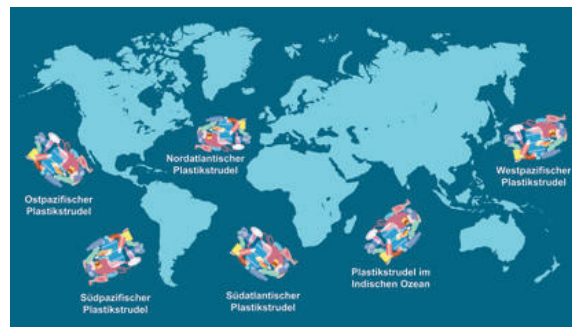 Nordatlantischer
Plastikstrudel
Westpazifischer
Plastikstrudel
Ostpazifischer
Plastikstrudel
Plastikstrudel im
Indischen Ozean
Südpazifischer
Plastikstrudel
Südatlantischer
Plastikstrudel